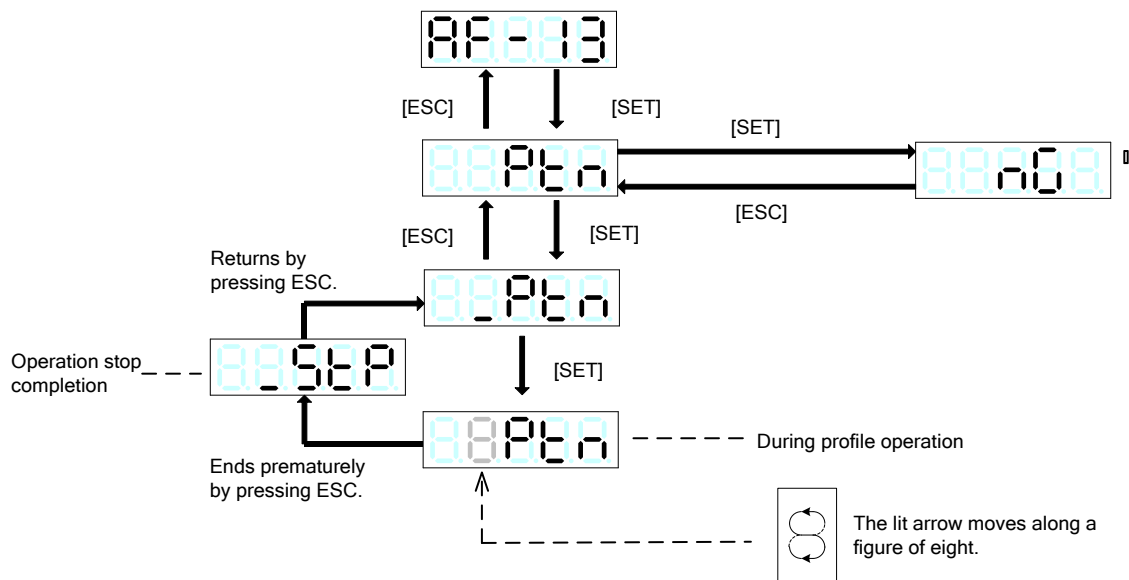 AF-13
[ESC]
[SET]
[SET]
Ptn
nG
[ESC]
[ESC]
[SET]
Returns by
pressing ESC.
_Ptn
Operation stop
completion
_StP
[SET]
Ptn
During profile operation
Ends prematurely
by pressing ESC.
The lit arrow moves along a
figure of eight.